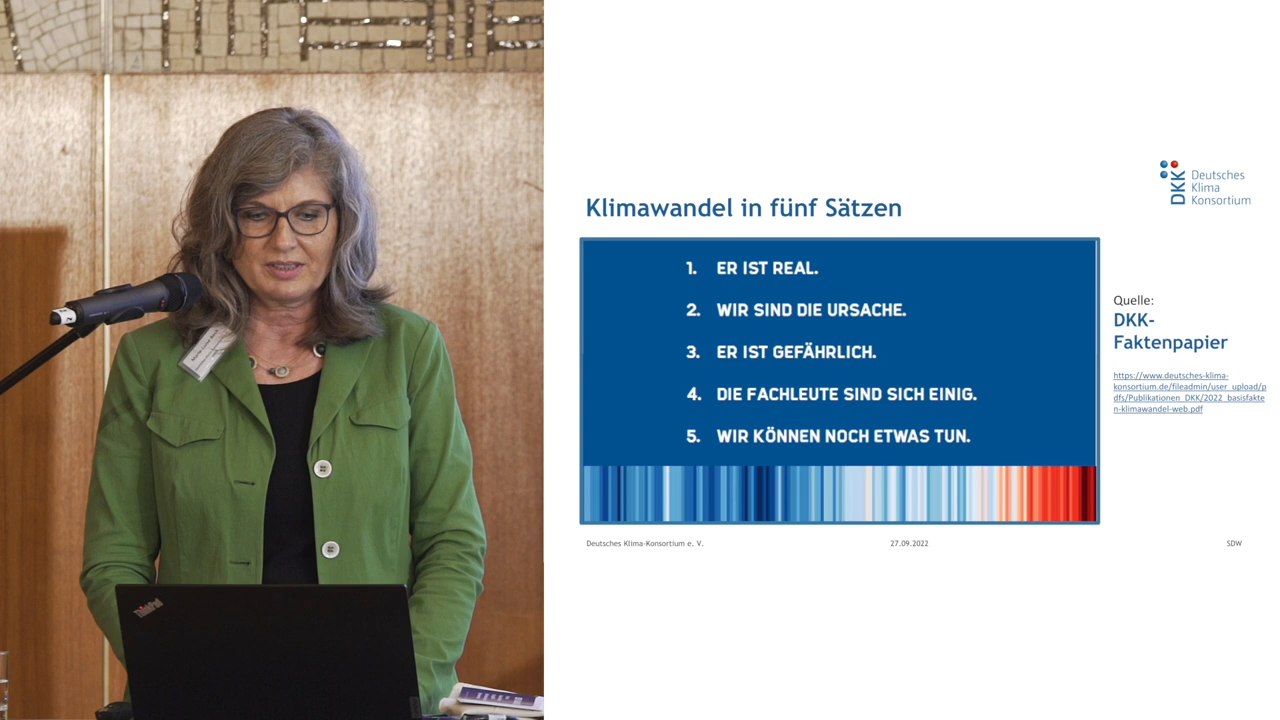 ThinkPad
DKK
Deutsches
Klima
Konsortium
Klimawandel in fünf Sätzen
1. ER IST REAL.
2. WIR SIND DIE URSACHE.
3. ER IST GEFÄHRLICH.
4. DIE FACHLEUTE SIND SICH EINIG.
5. WIR KÖNNEN NOCH ETWAS TUN.
Quelle:
DKK-
Faktenpapier
https://www.deutsches-klima-
konsortium.de/fileadmin/user_upload/p
dfs/Publikationen_DKK/2022_basisfakte
n-klimawandel-web.pdf
Deutsches Klima-Konsortium e. V.
27.09.2022
SDW